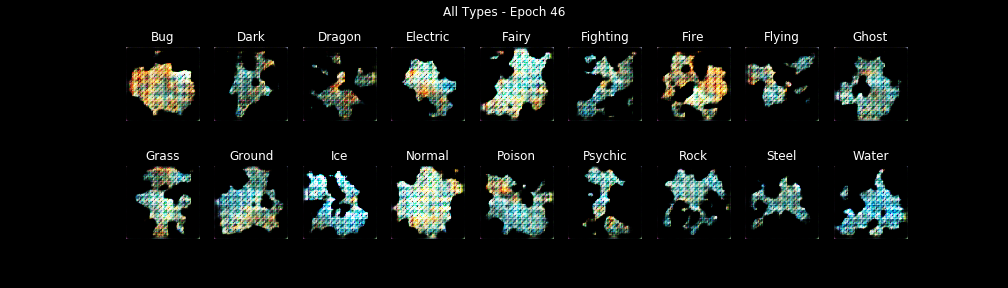 All Types - Epoch 46
Bug Dark Dragon Electric Fairy Fighting Fire Flying Ghost
Grass Ground Ice Normal Poison Psychic Rock Steel Water